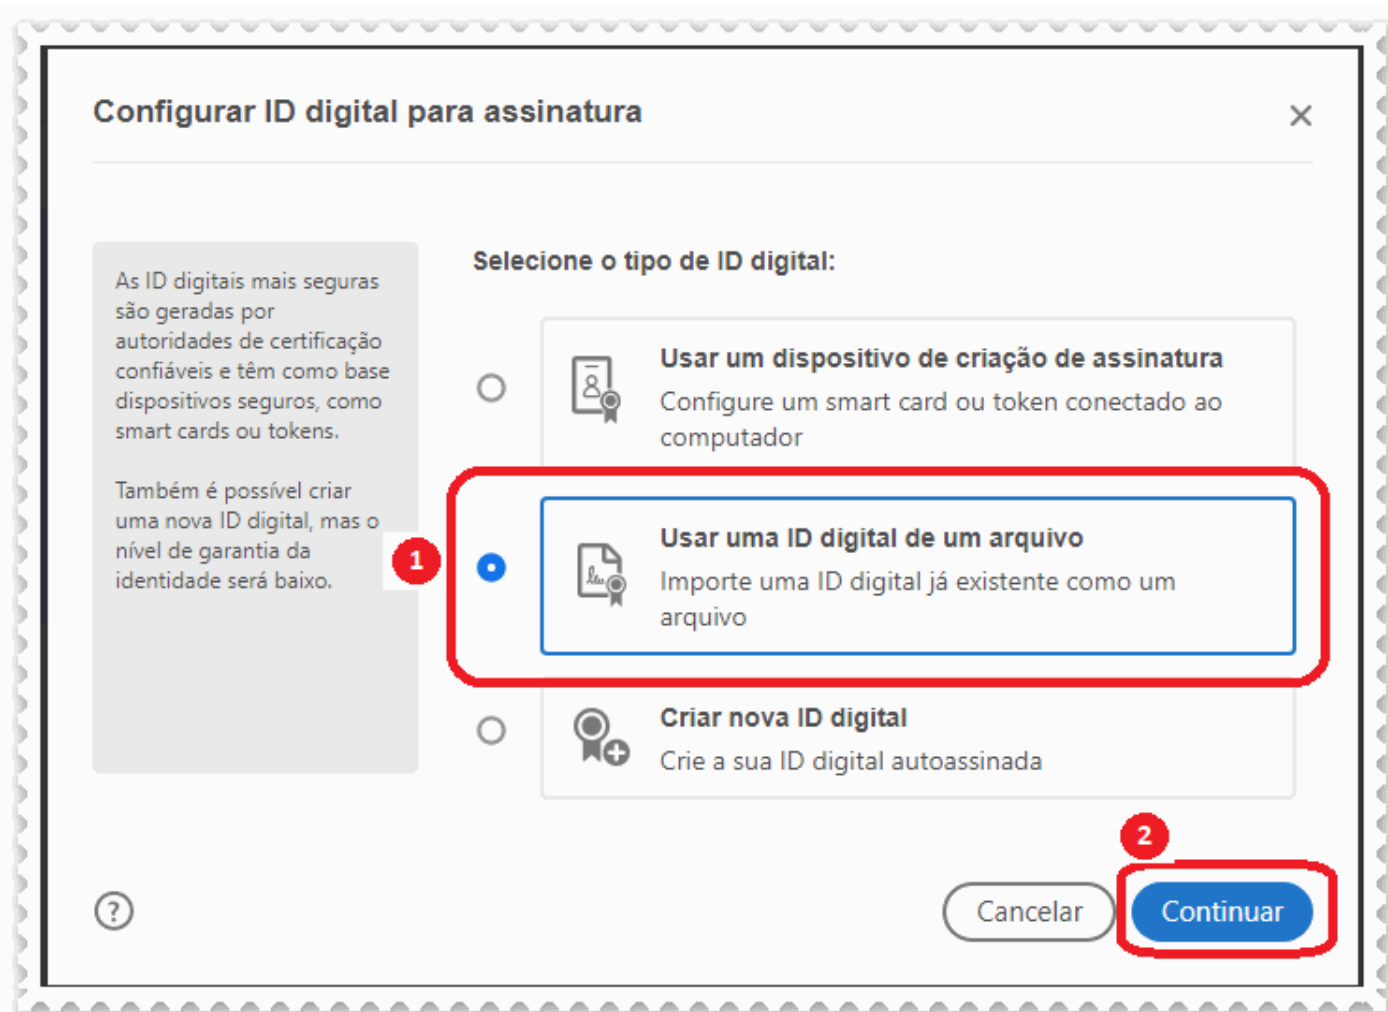 Configurar ID digital para assinatura
As ID digitais mais seguras
são geradas por
autoridades de certificação
confiáveis e têm como base
dispositivos seguros, como
smart cards ou tokens.
Também é possível criar
uma nova ID digital, mas o
nível de garantia da
identidade será baixo.
Selecione o tipo de ID digital:
Usar um dispositivo de criação de assinatura
Configure um smart card ou token conectado ao
computador
1
Usar uma ID digital de um arquivo
Importe uma ID digital já existente como um
arquivo
Criar nova ID digital
Crie a sua ID digital autoassinada
2
?
Cancelar
Continuar